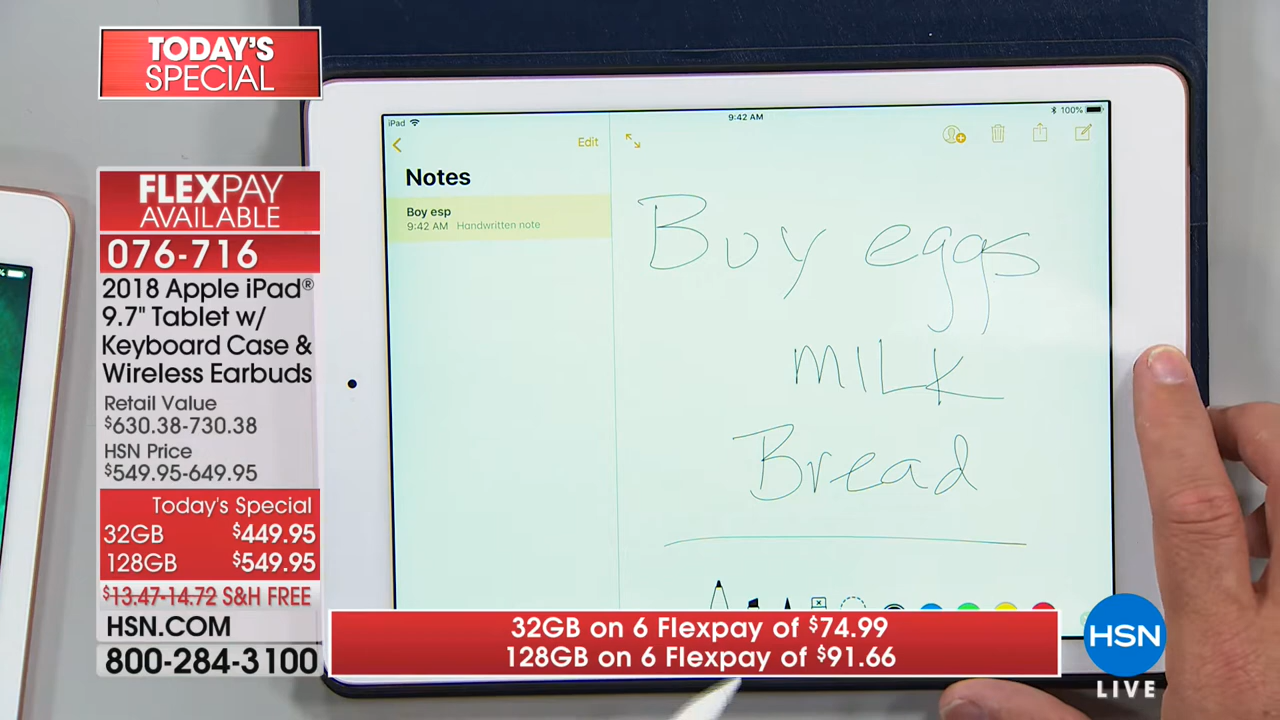 TODAY'S
SPECIAL
FLEXPAY
AVAILABLE
076-716
2018 Apple iPad®
9.7" Tablet w/
Keyboard Case &
Wireless Earbuds
Retail Value
$630.38-730.38
HSN Price
$549.95-649.95
Today's Special
32GB $449.95
128GB $549.95
$13.47-14.72 S&H FREE
HSN.COM
800-284-3100
iPad
9:42 AM
100%
Edit
Notes
Boy esp
9:42 AM Handwritten note
Buy eggs
MILK
Bread
32GB on 6 Flexpay of $74.99
128GB on 6 Flexpay of $91.66
HSN
LIVE